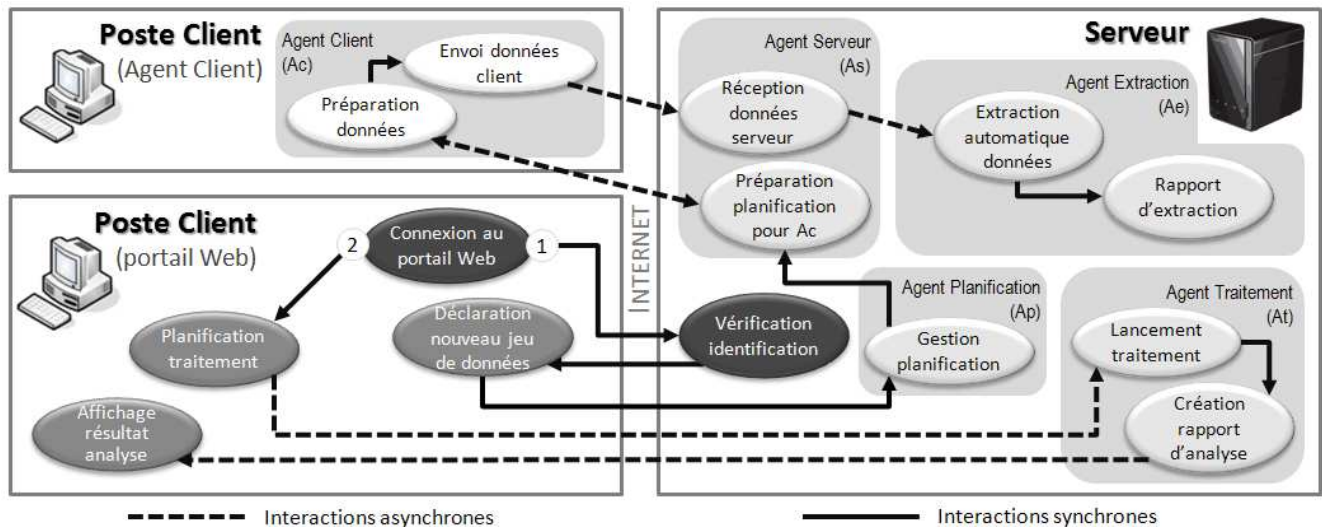 Poste Client
(Agent Client)
Agent Client
(Ac)
Envoi données
client
Préparation
données
Serveur
Agent Serveur
(As)
Réception
données
serveur
Préparation
planification
pour Ac
Agent Extraction
(Ae)
Extraction
automatique
données
Rapport
d'extraction
INTERNET
Poste Client
(portail Web)
2
Connexion au
portail Web
1
Planification
traitement
Déclaration
nouveau jeu
de données
Affichage
résultat
analyse
Vérification
identification
Agent Planification
(Ap)
Gestion
planification
Agent Traitement
(At)
Lancement
traitement
Création
rapport
d'analyse
Interactions asynchrones
Interactions synchrones